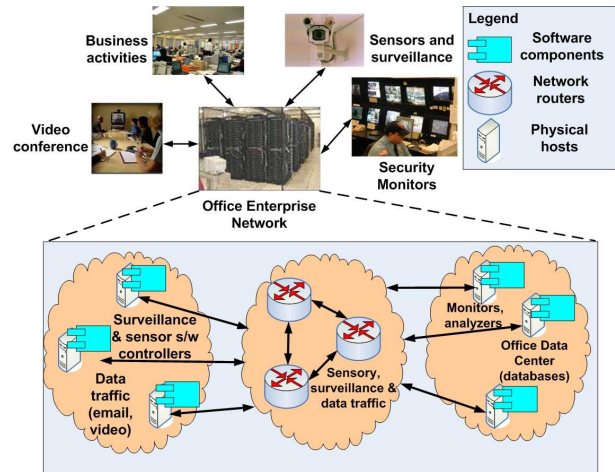 Business
activities
Sensors and
surveillance
Legend
Software
components
Network
routers
Physical
hosts
Video
conference
Security
Monitors
Office Enterprise
Network
Surveillance
& sensor s/w
controllers
Data
traffic
(email,
video)
Sensory,
surveillance &
data traffic
Monitors,
analyzers
Office Data
Center
(databases)